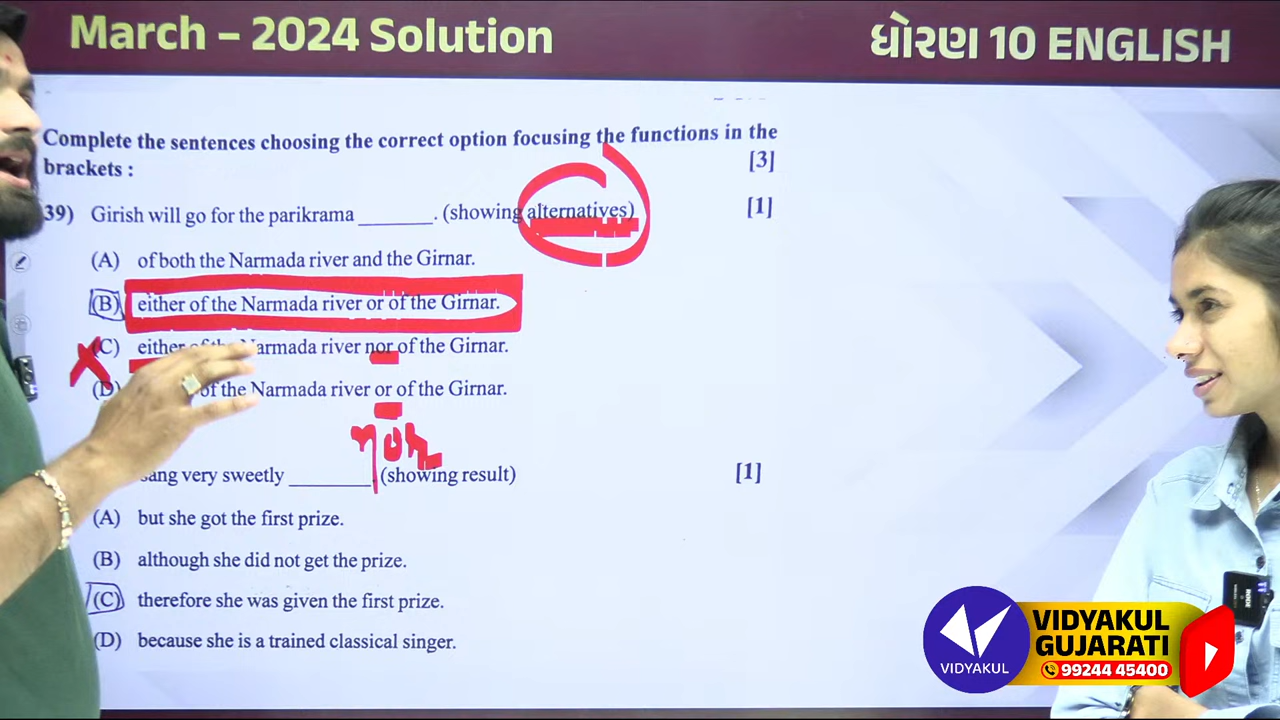 March – 2024 Solution
ધોરણ 10 ENGLISH
Complete the sentences choosing the correct option focusing the functions in the
brackets :
[3]
39) Girish will go for the parikrama ________. (showing alternatives) [1]
(A) of both the Narmada river and the Girnar.
(B) either of the Narmada river or of the Girnar.
(C) either of the Narmada river nor of the Girnar.
(D) of the Narmada river or of the Girnar.
nor
sang very sweetly _________. (showing result) [1]
(A) but she got the first prize.
(B) although she did not get the prize.
(C) therefore she was given the first prize.
(D) because she is a trained classical singer.
VIDYAKUL
VIDYAKUL
GUJARATI
99224 45400